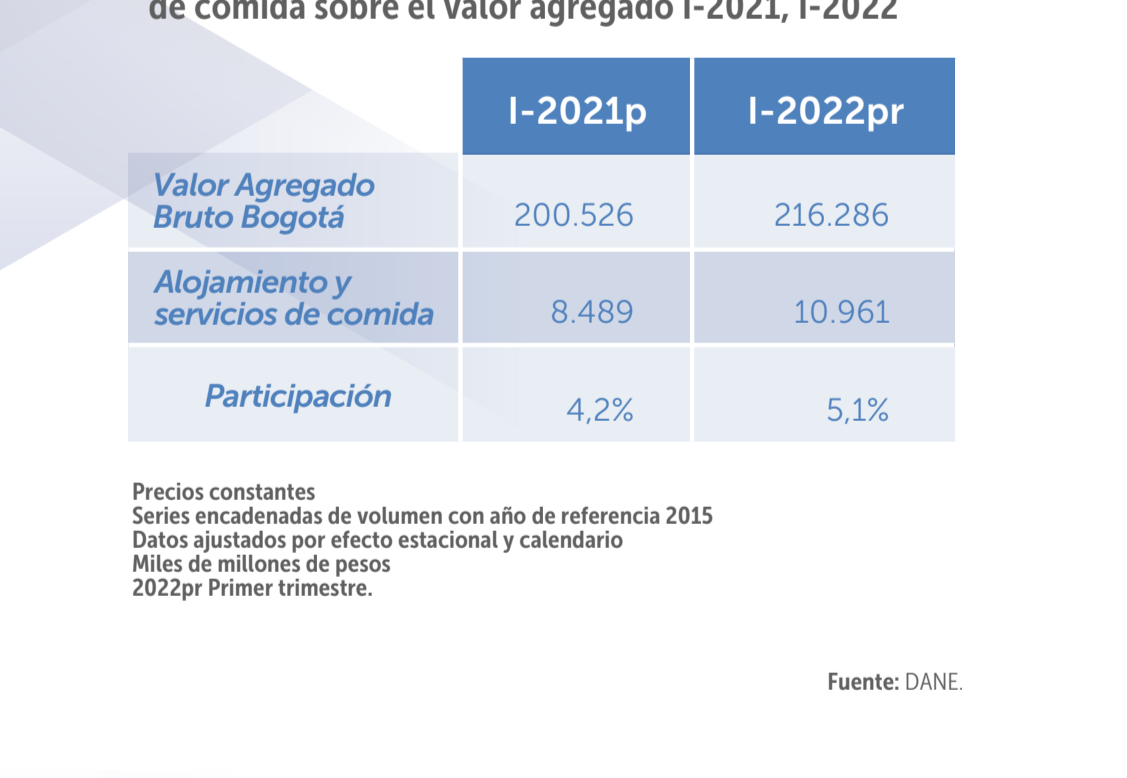 de comida sobre el valor agregado I-2021, I-2022
I-2021p I-2022pr
Valor Agregado
Bruto Bogotá 200.526 216.286
Alojamiento y
servicios de comida 8.489 10.961
Participación 4,2% 5,1%
Precios constantes
Series encadenadas de volumen con año de referencia 2015
Datos ajustados por efecto estacional y calendario
Miles de millones de pesos
2022pr Primer trimestre.
Fuente: DANE.